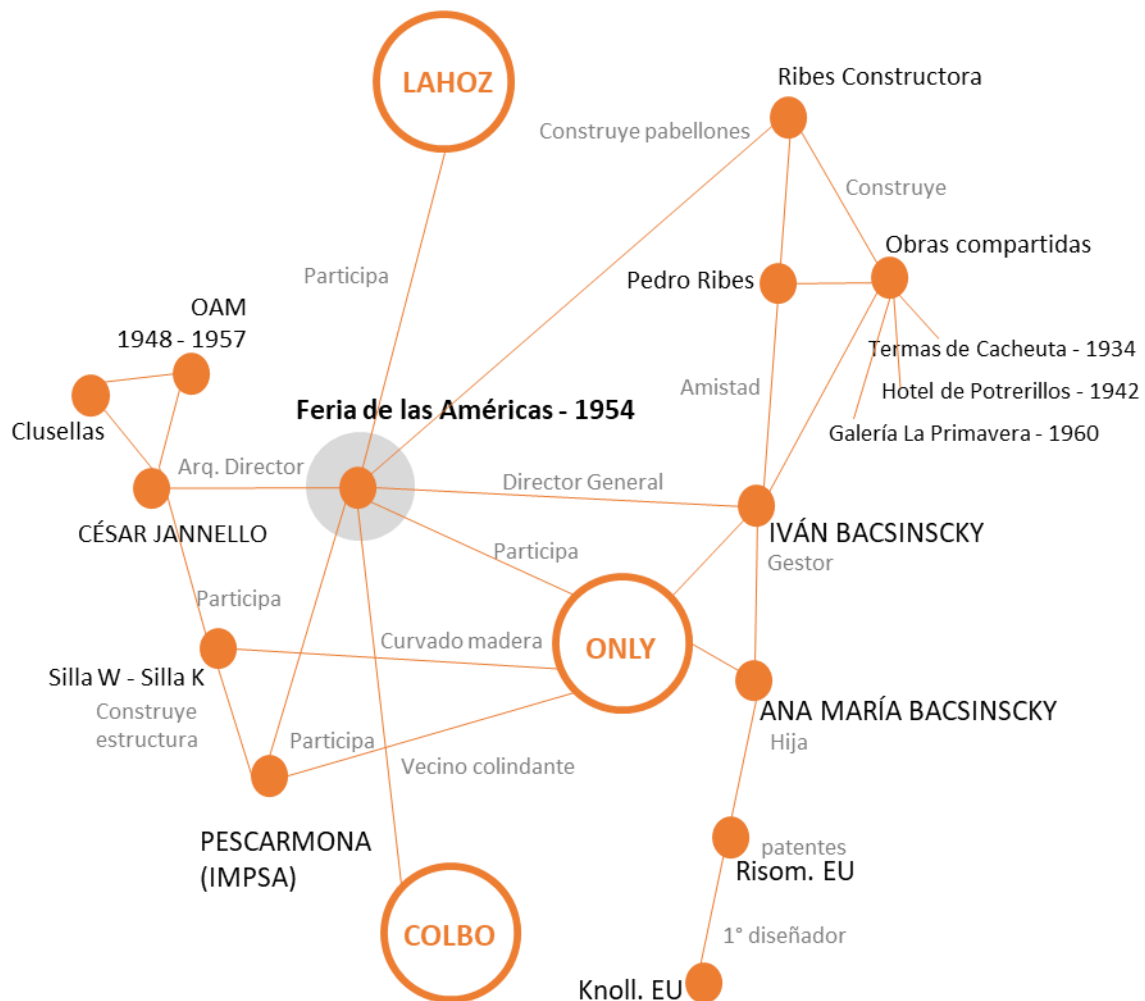 LAHOZ
Ribes Constructora
Construye pabellones
Construye
Obras compartidas
Participa
Pedro Ribes
OAM
1948 - 1957
Termas de Cacheuta - 1934
Amistad
Hotel de Potrerillos - 1942
Feria de las Américas - 1954
Clusellas
Galería La Primavera - 1960
Arq. Director
Director General
CÉSAR JANNELLO
IVÁN BACSINSCKY
Participa
Gestor
Participa
Curvado madera
ONLY
Silla W - Silla K
ANA MARÍA BACSINSCKY
Construye
estructura
Participa
Hija
Vecino colindante
PESCARMONA
(IMPSA)
patentes
Risom. EU
COLBO
1° diseñador
Knoll. EU